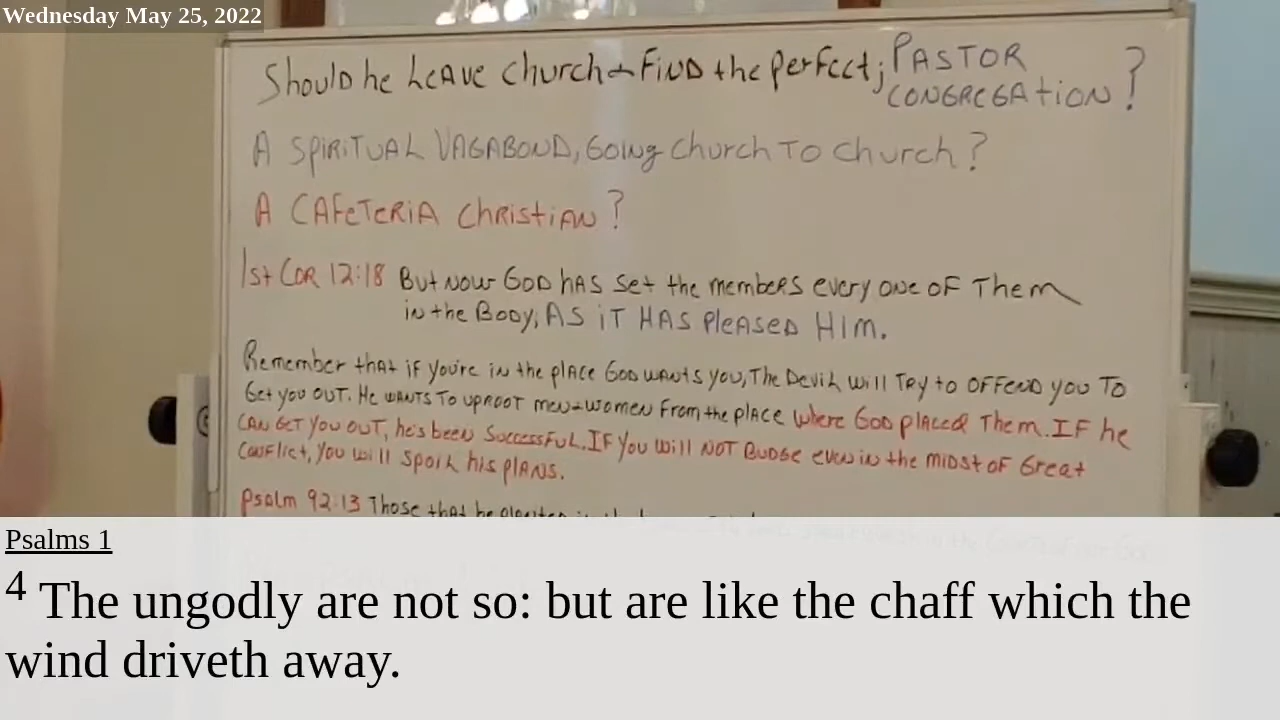 Wednesday May 25, 2022
Should he Leave church + Find the perfect; Pastor
Congregation?
A Spiritual Vagabond, Going church to church?
A Cafeteria Christian?
1st Cor 12:18 But now God has set the members every one of them
in the Body, AS iT HAS pleased HIM.
Remember that if you're in the place God wants you, The Devil will Try to OFFEND you TO
Get you out. He wants to uproot men + women from the place where God placed Them. IF he
CAN GET You OUT, he's been Successful. IF you will NOT Budge even in the midst of Great
Conflict, you will spoil his plans.
Psalm 92:13 Those that be planted in the
Psalms 1
4 The ungodly are not so: but are like the chaff which the
wind driveth away.